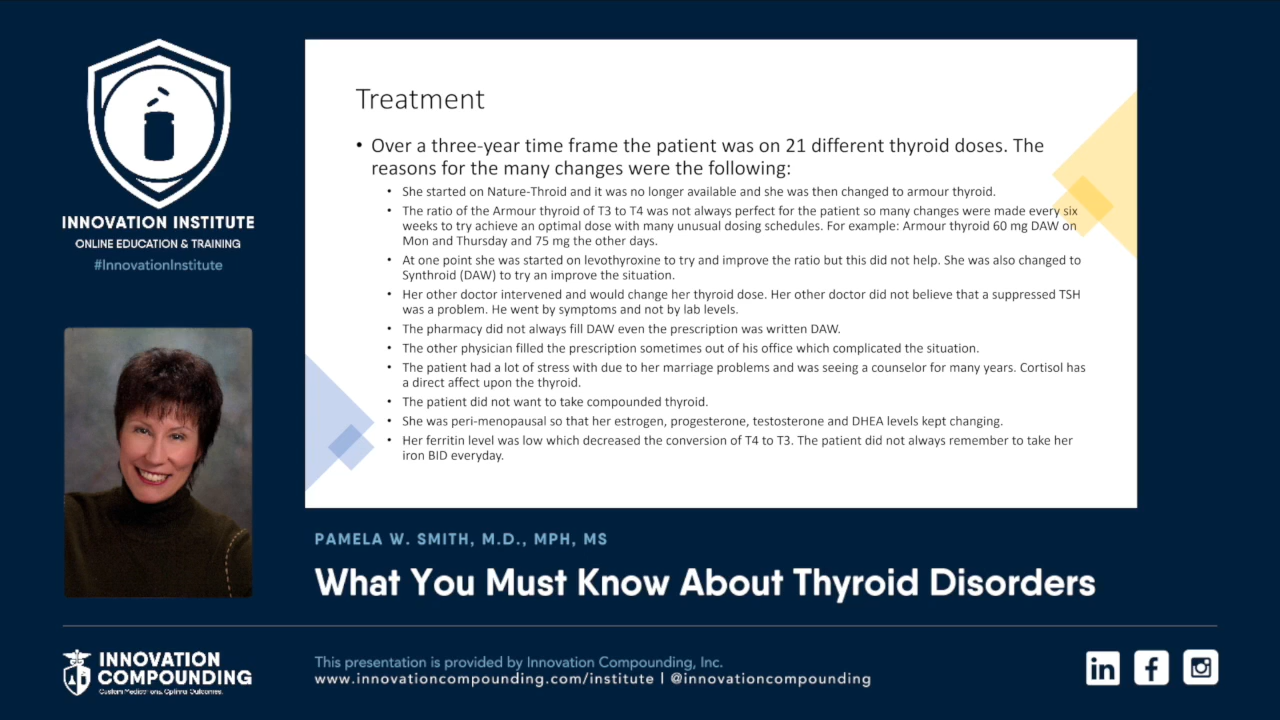 INNOVATION INSTITUTE
ONLINE EDUCATION & TRAINING
#InnovationInstitute
Treatment
• Over a three-year time frame the patient was on 21 different thyroid doses. The
reasons for the many changes were the following:
• She started on Nature-Throid and it was no longer available and she was then changed to armour thyroid.
• The ratio of the Armour thyroid of T3 to T4 was not always perfect for the patient so many changes were made every six
weeks to try achieve an optimal dose with many unusual dosing schedules. For example: Armour thyroid 60 mg DAW on
Mon and Thursday and 75 mg the other days.
• At one point she was started on levothyroxine to try and improve the ratio but this did not help. She was also changed to
Synthroid (DAW) to try an improve the situation.
• Her other doctor intervened and would change her thyroid dose. Her other doctor did not believe that a suppressed TSH
was a problem. He went by symptoms and not by lab levels.
• The pharmacy did not always fill DAW even the prescription was written DAW.
• The other physician filled the prescription sometimes out of his office which complicated the situation.
• The patient had a lot of stress with due to her marriage problems and was seeing a counselor for many years. Cortisol has
a direct affect upon the thyroid.
• The patient did not want to take compounded thyroid.
• She was peri-menopausal so that her estrogen, progesterone, testosterone and DHEA levels kept changing.
• Her ferritin level was low which decreased the conversion of T4 to T3. The patient did not always remember to take her
iron BID everyday.
PAMELA W. SMITH, M.D., MPH, MS
What You Must Know About Thyroid Disorders
INNOVATION
COMPOUNDING
Custom Medications. Optimal Outcomes.
This presentation is provided by Innovation Compounding, Inc.
www.innovationcompounding.com/institute | @innovationcompounding
in
f